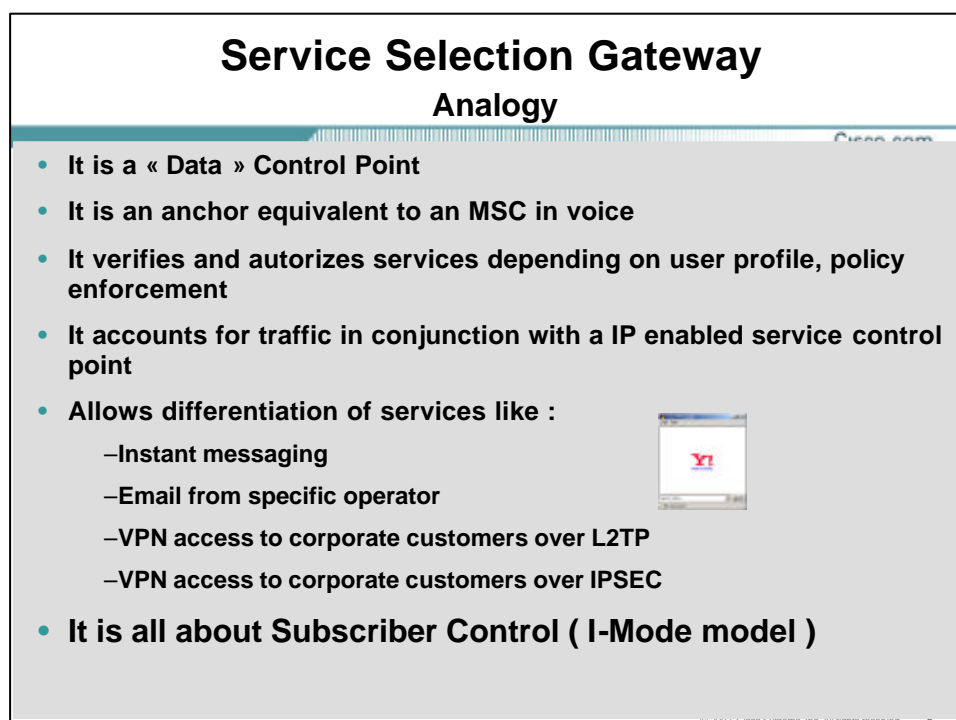 Service Selection Gateway
Analogy
• It is a « Data » Control Point
• It is an anchor equivalent to an MSC in voice
• It verifies and autorizes services depending on user profile, policy
enforcement
• It accounts for traffic in conjunction with a IP enabled service control
point
• Allows differentiation of services like :
–Instant messaging
–Email from specific operator
–VPN access to corporate customers over L2TP
–VPN access to corporate customers over IPSEC
• It is all about Subscriber Control ( I-Mode model )